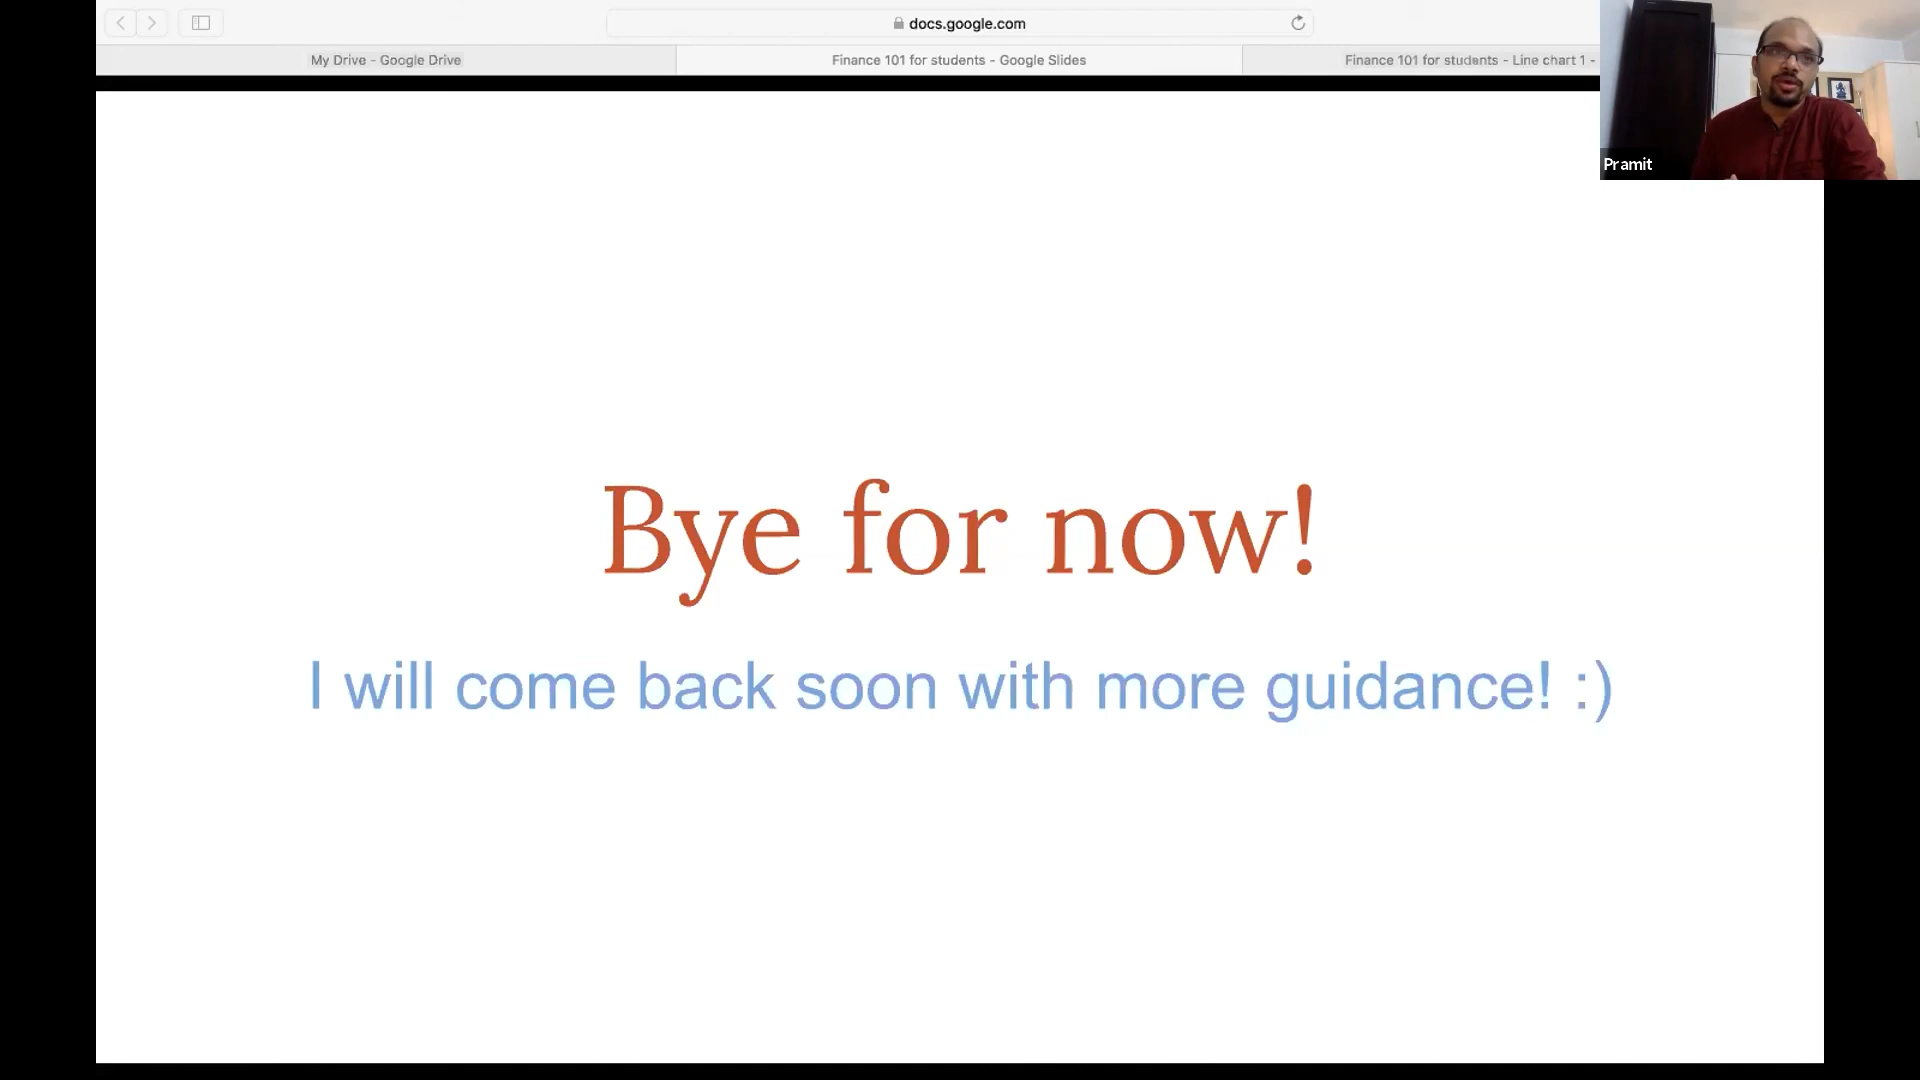 docs.google.com
My Drive - Google Drive
Finance 101 for students - Google Slides
Finance 101 for students - Line chart 1 -
Pramit
Bye for now!
I will come back soon with more guidance! :)